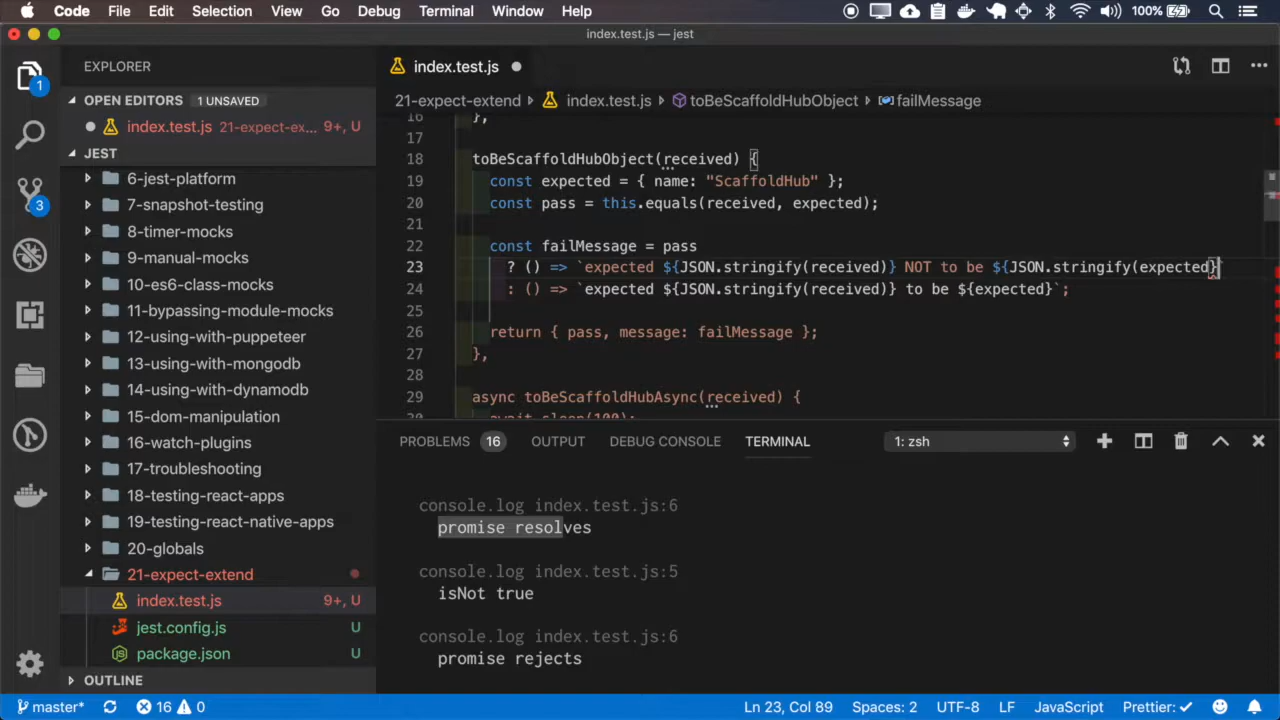 Code File Edit Selection View Go Debug Terminal Window Help 100%
index.test.js — jest
EXPLORER
index.test.js
OPEN EDITORS 1 UNSAVED
21-expect-extend index.test.js toBeScaffoldHubObject failMessage
index.test.js 21-expect-ex... 9+, U
JEST
6-jest-platform
7-snapshot-testing
8-timer-mocks
9-manual-mocks
10-es6-class-mocks
11-bypassing-module-mocks
12-using-with-puppeteer
13-using-with-mongodb
14-using-with-dynamodb
15-dom-manipulation
16-watch-plugins
17-troubleshooting
18-testing-react-apps
19-testing-react-native-apps
20-globals
21-expect-extend
index.test.js 9+, U
jest.config.js U
package.json U
OUTLINE
1
3
16 },
17
18 toBeScaffoldHubObject(received) {
19 const expected = { name: "ScaffoldHub" };
20 const pass = this.equals(received, expected);
21
22 const failMessage = pass
23 ? () => `expected ${JSON.stringify(received)} NOT to be ${JSON.stringify(expected}`
24 : () => `expected ${JSON.stringify(received)} to be ${expected}`;
25
26 return { pass, message: failMessage };
27 },
28
29 async toBeScaffoldHubAsync(received) {
30 await sleep(100);
PROBLEMS 16 OUTPUT DEBUG CONSOLE TERMINAL 1: zsh
console.log index.test.js:6
promise resolves
console.log index.test.js:5
isNot true
console.log index.test.js:6
promise rejects
master* 16 0 Ln 23, Col 89 Spaces: 2 UTF-8 LF JavaScript Prettier: ✓